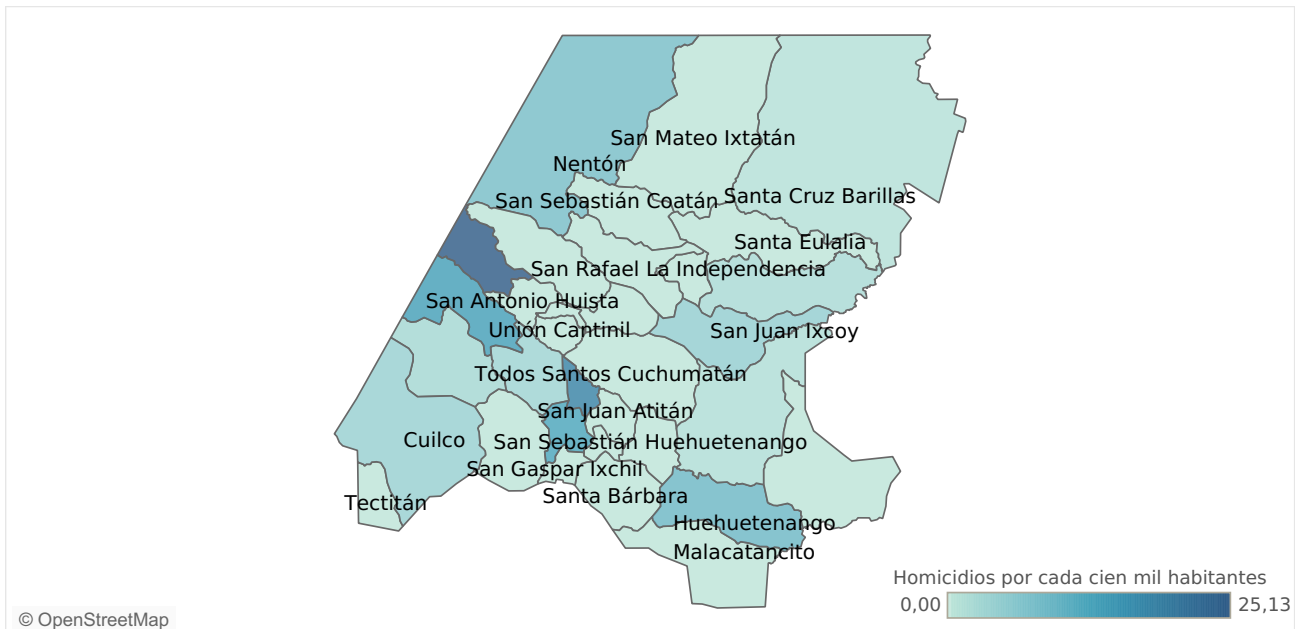 San Mateo Ixtatán
Nentón
San Sebastián Coatán
Santa Cruz Barillas
Santa Eulalia
San Rafael La Independencia
San Antonio Huista
Unión Cantinil
San Juan Ixcoy
Todos Santos Cuchumatán
San Juan Atitán
Cuilco
San Sebastián Huehuetenango
San Gaspar Ixchil
Santa Bárbara
Tectitán
Huehuetenango
Malacatancito
Homicidios por cada cien mil habitantes
0,00
25,13
© OpenStreetMap